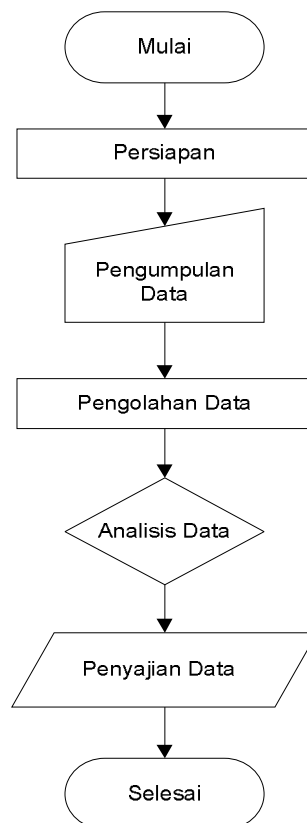 Mulai
Persiapan
Pengumpulan
Data
Pengolahan Data
Analisis Data
Penyajian Data
Selesai